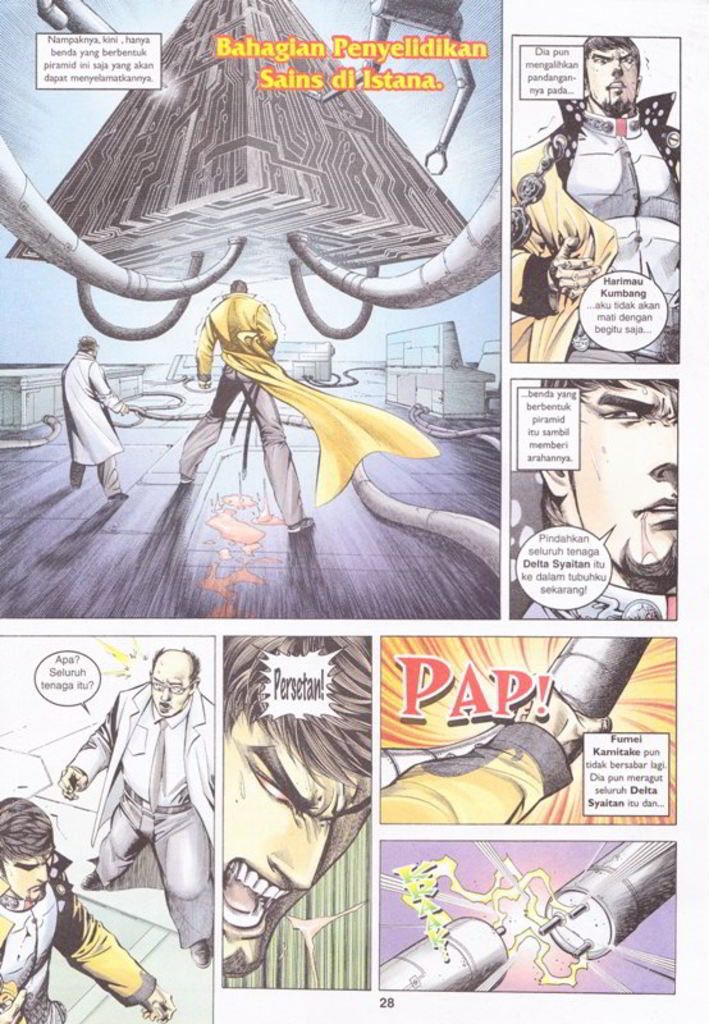 Nampaknya, kini , hanya
benda yang berbentuk
piramid ini saja yang akan
dapat menyelamatkannya.
Bahagian Penyelidikan
Sains di Istana.
Dia pun
mengalihkan
pandangan-
nya pada...
Harimau
Kumbang
...aku tidak akan
mati dengan
begitu saja...
...benda yang
berbentuk
piramid
itu sambil
memberi
arahannya.
Pindahkan
seluruh tenaga
Delta Syaitan itu
ke dalam tubuhku
sekarang!
Apa?
Seluruh
tenaga itu?
Persetan!
PAP!
Fumei
Kamitake pun
tidak bersabar lagi.
Dia pun meragut
Delta
Syaitan itu dan...
KRAAK
28